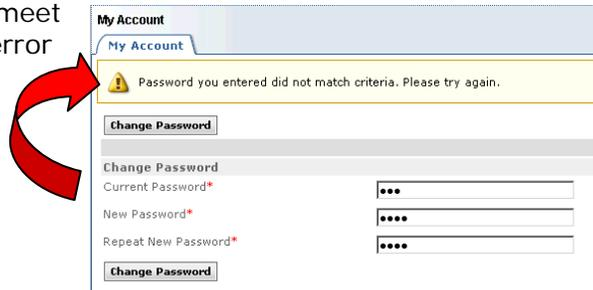 meet
error
My Account
My Account
Password you entered did not match criteria. Please try again.
Change Password
Change Password
Current Password*
New Password*
Repeat New Password*
Change Password